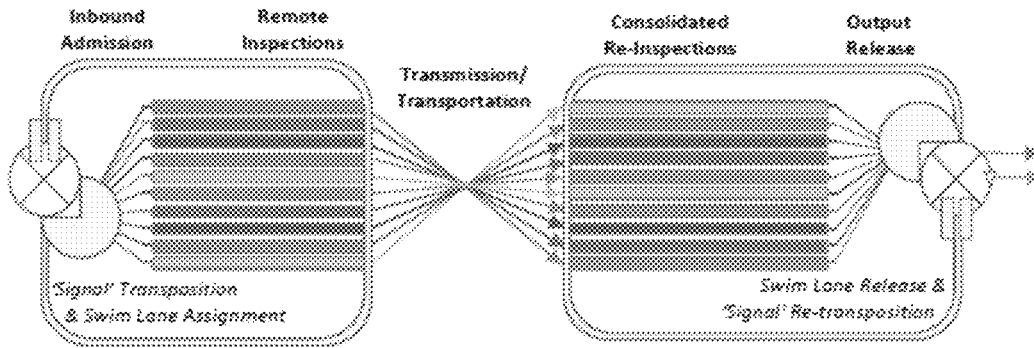 Inbound
Admission
Remote
Inspections
Transmission/
Transportation
Consolidated
Re-Inspections
Output
Release
'Signal' Transposition
& Swim Lane Assignment
Swim Lane Release &
'Signal' Re-transposition